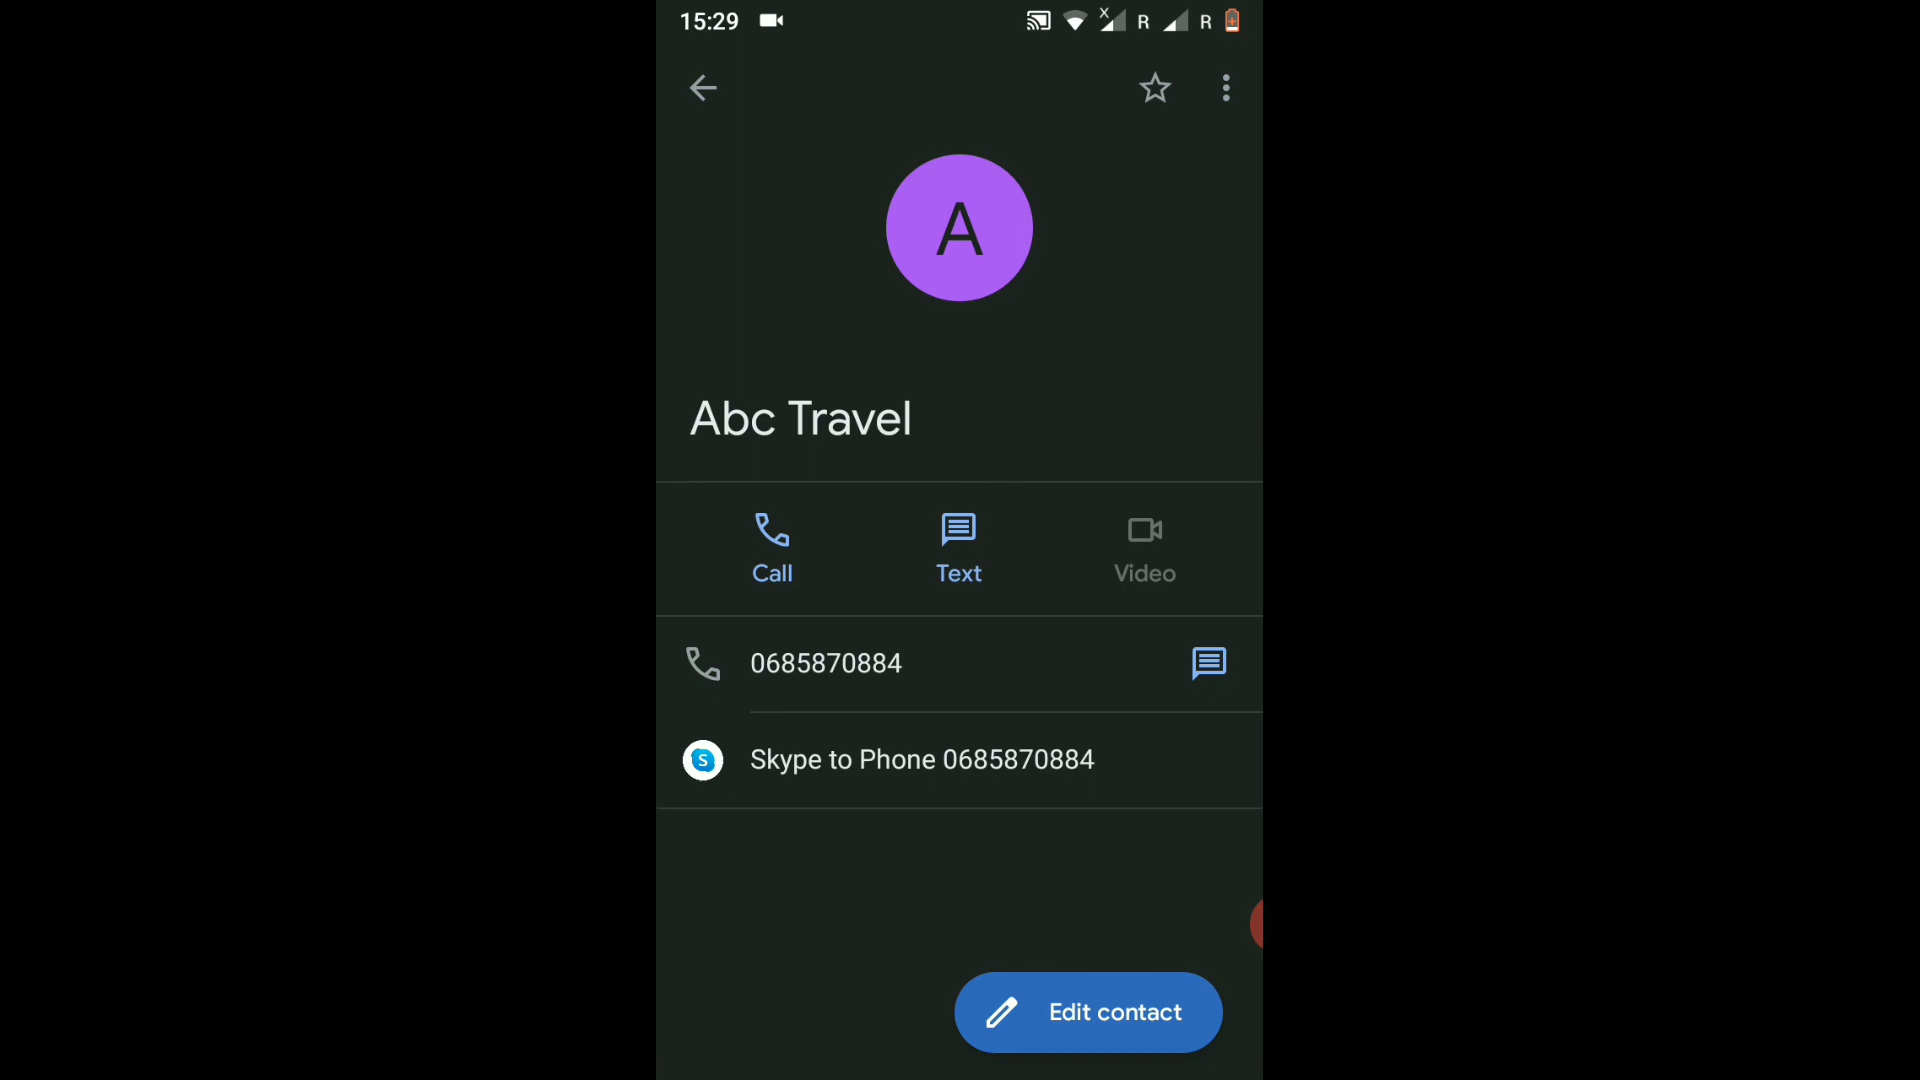 15:29 X R R
A
Abc Travel
Call Text Video
0685870884
S Skype to Phone 0685870884
Edit contact